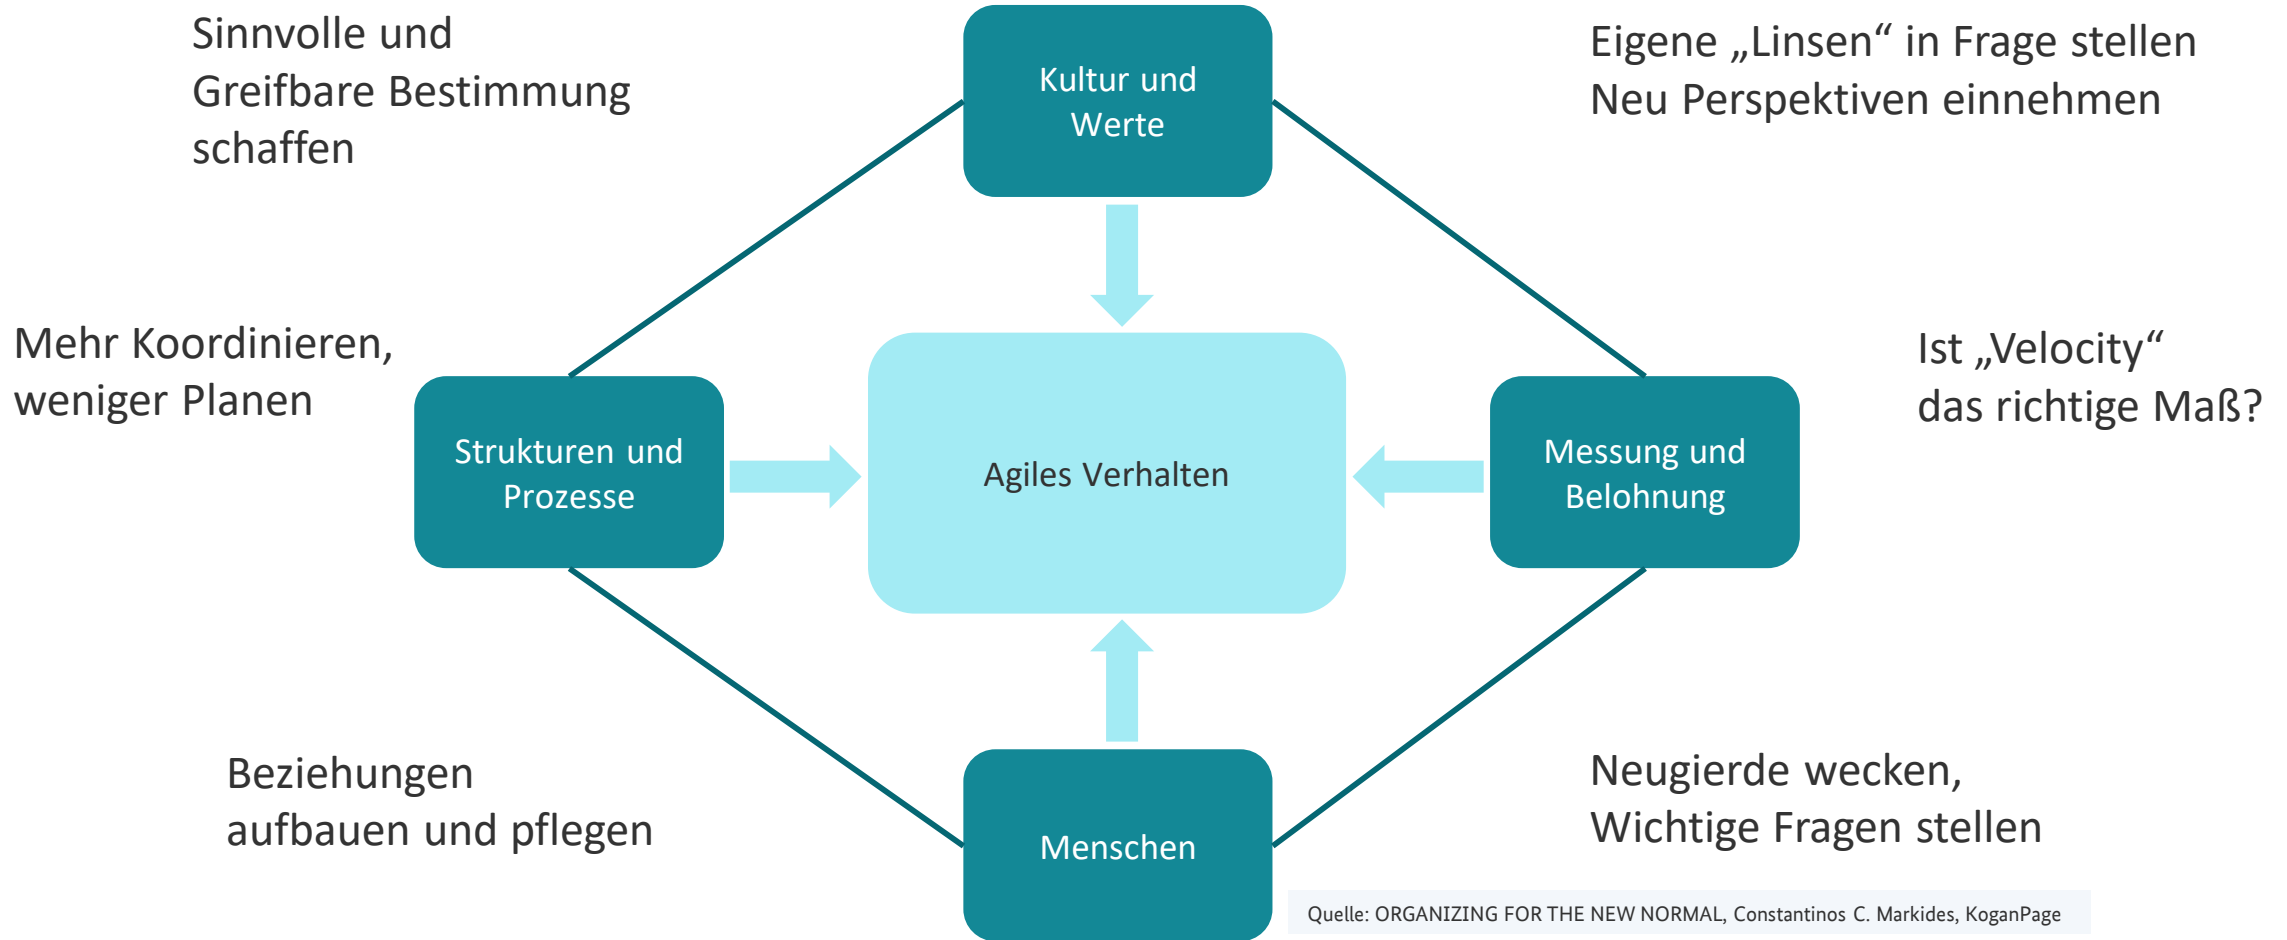 Sinnvolle und
Greifbare Bestimmung
schaffen
Kultur und
Werte
Eigene „Linsen“ in Frage stellen
Neu Perspektiven einnehmen
Mehr Koordinieren,
weniger Planen
Strukturen und
Prozesse
Agiles Verhalten
Messung und
Belohnung
Ist „Velocity“
das richtige Maß?
Beziehungen
aufbauen und pflegen
Menschen
Neugierde wecken,
Wichtige Fragen stellen
Quelle: ORGANIZING FOR THE NEW NORMAL, Constantinos C. Markides, KoganPage